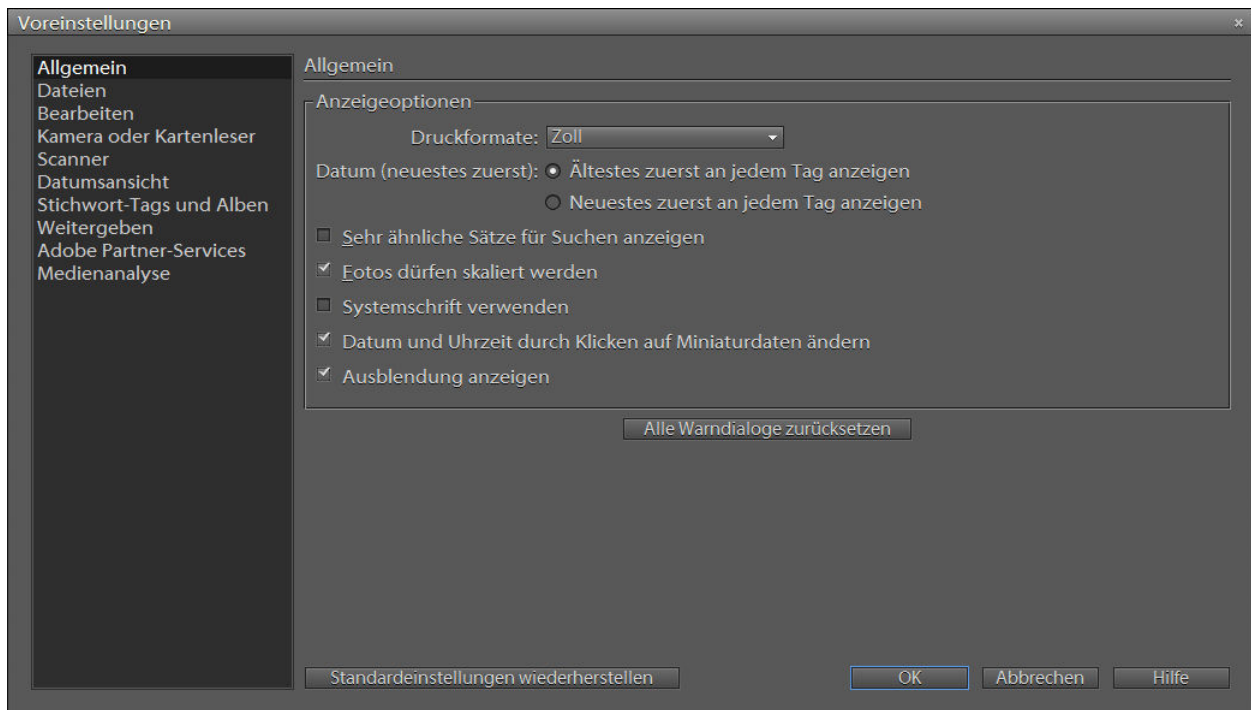 Voreinstellungen
Allgemein
Dateien
Bearbeiten
Kamera oder Kartenleser
Scanner
Datumsansicht
Stichwort-Tags und Alben
Weitergeben
Adobe Partner-Services
Medienanalyse
Allgemein
Anzeigeoptionen
Druckformate: Zoll
Datum (neuestes zuerst): Ältestes zuerst an jedem Tag anzeigen
Neuestes zuerst an jedem Tag anzeigen
Sehr ähnliche Sätze für Suchen anzeigen
Fotos dürfen skaliert werden
Systemschrift verwenden
Datum und Uhrzeit durch Klicken auf Miniaturdaten ändern
Ausblendung anzeigen
Alle Warndialoge zurücksetzen
Standardeinstellungen wiederherstellen OK Abbrechen Hilfe